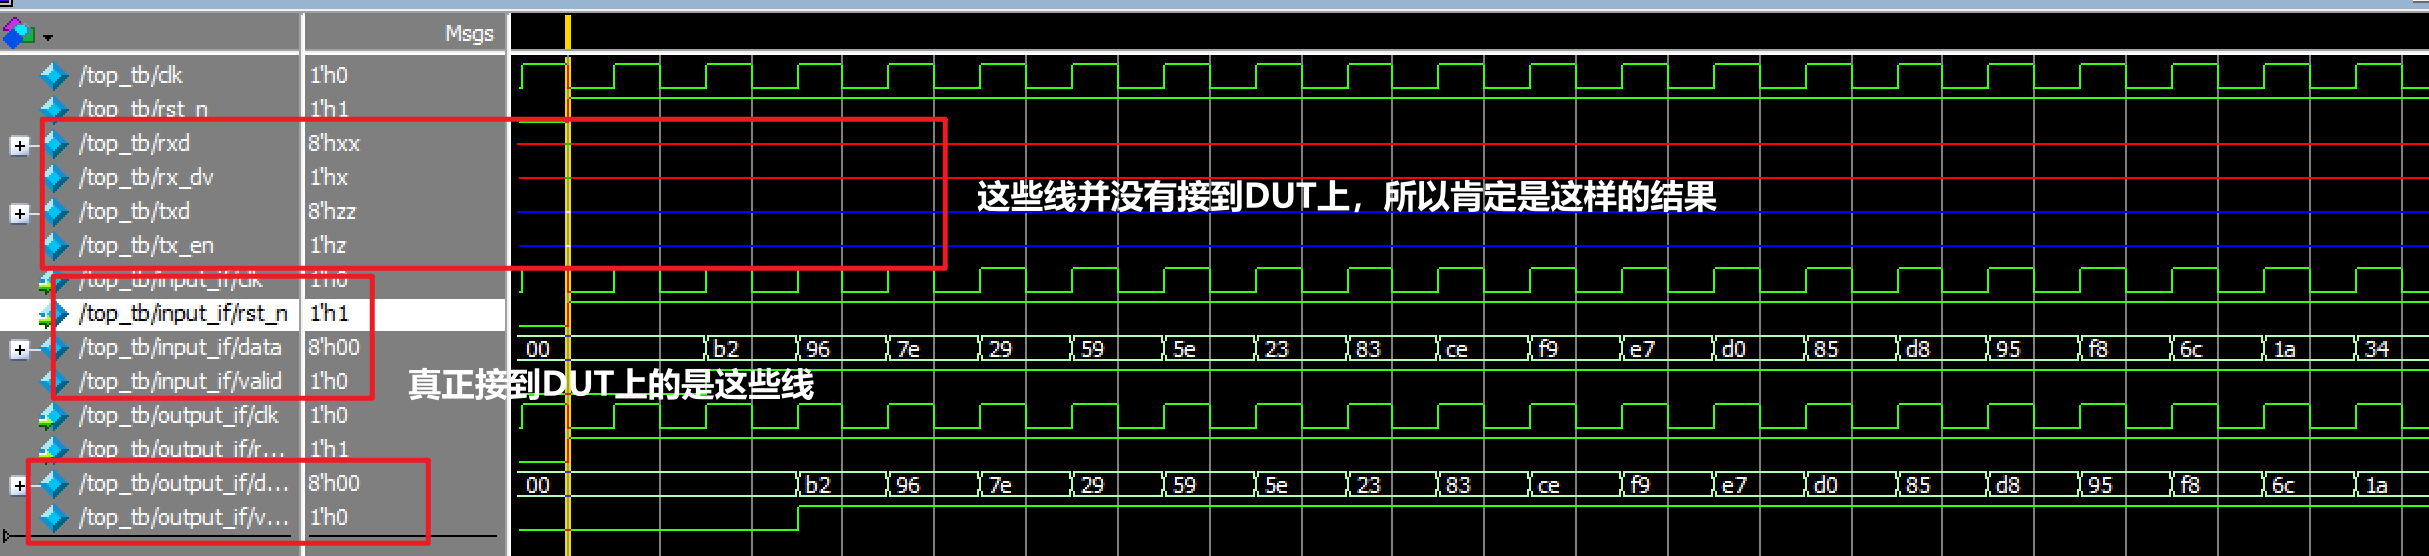 Msgs
/top_tb/clk 1'h0
/top_tb/rst_n 1'h1
/top_tb/rxd 8'hxx
/top_tb/rx_dv 1'hx
/top_tb/txd 8'hzz
/top_tb/tx_en 1'hz
这些线并没有接到DUT上，所以肯定是这样的结果
/top_tb/input_if/clk 1'h0
/top_tb/input_if/rst_n 1'h1
/top_tb/input_if/data 8'h00 00 b2 96 7e 29 59 5e 23 83 ce f9 e7 d0 85 d8 95 f8 6c 1a 34
/top_tb/input_if/valid 1'h0
真正接到DUT上的是这些线
/top_tb/output_if/clk 1'h0
/top_tb/output_if/r... 1'h1
/top_tb/output_if/d... 8'h00 00 b2 96 7e 29 59 5e 23 83 ce f9 e7 d0 85 d8 95 f8 6c 1a
/top_tb/output_if/v... 1'h0